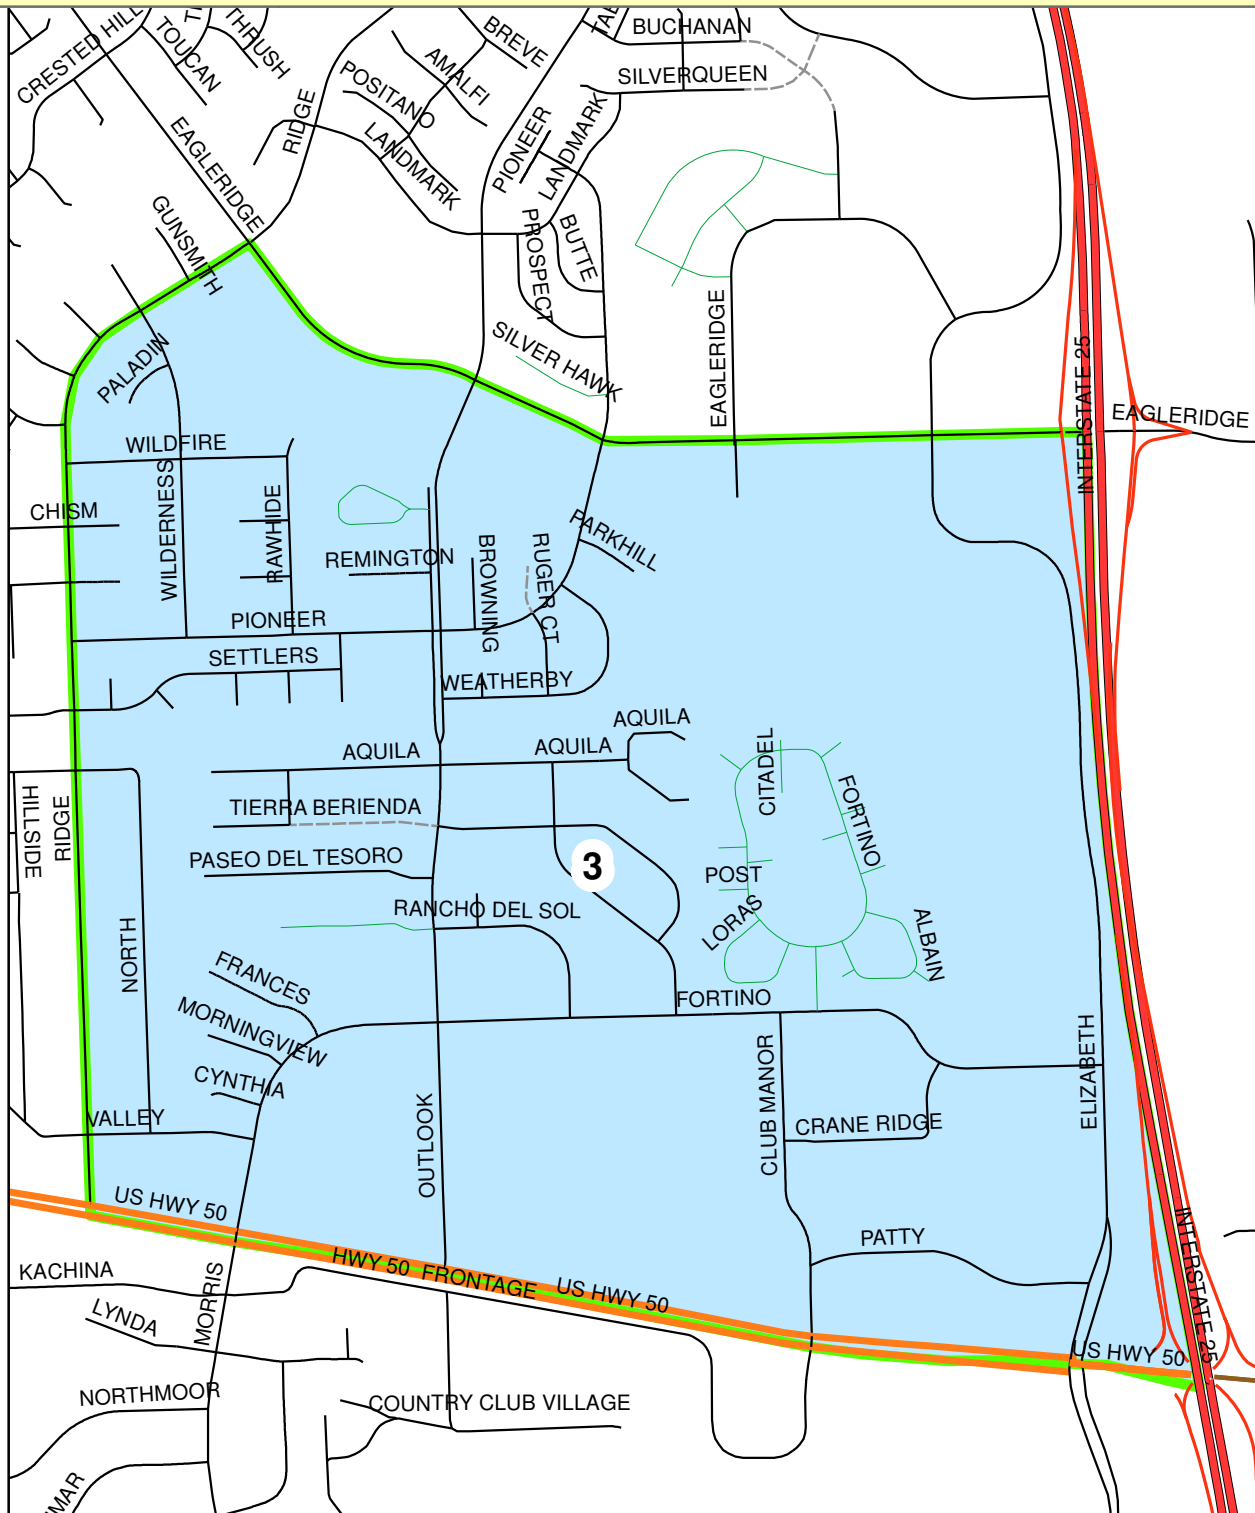 BUCHANAN
BREVE
THRUSH
TOUCAN
CRESTED HILL
AMALFI
SILVERQUEEN
POSITANO
RIDGE
EAGLERIDGE
LANDMARK
PIONEER
LANDMARK
GUNSMITH
PROSPECT
BUTTE
SILVER HAWK
EAGLERIDGE
INTERSTATE 25
EAGLERIDGE
PALADIN
WILDFIRE
CHISM
WILDERNESS
RAWHIDE
REMINGTON
BROWNING
RUGER CT
PARKHILL
PIONEER
SETTLERS
WEATHERBY
AQUILA
AQUILA
AQUILA
CITADEL
FORTINO
HILLSIDE
RIDGE
TIERRA BERIENDA
PASEO DEL TESORO
3
POST
RANCHO DEL SOL
LORAS
ALBAIN
NORTH
FRANCES
FORTINO
MORNINGVIEW
CYNTHIA
VALLEY
OUTLOOK
CLUB MANOR
CRANE RIDGE
ELIZABETH
US HWY 50
PATTY
INTERSTATE 25
KACHINA
HWY 50 FRONTAGE
US HWY 50
US HWY 50
LYNDA
MORRIS
NORTHMOOR
COUNTRY CLUB VILLAGE